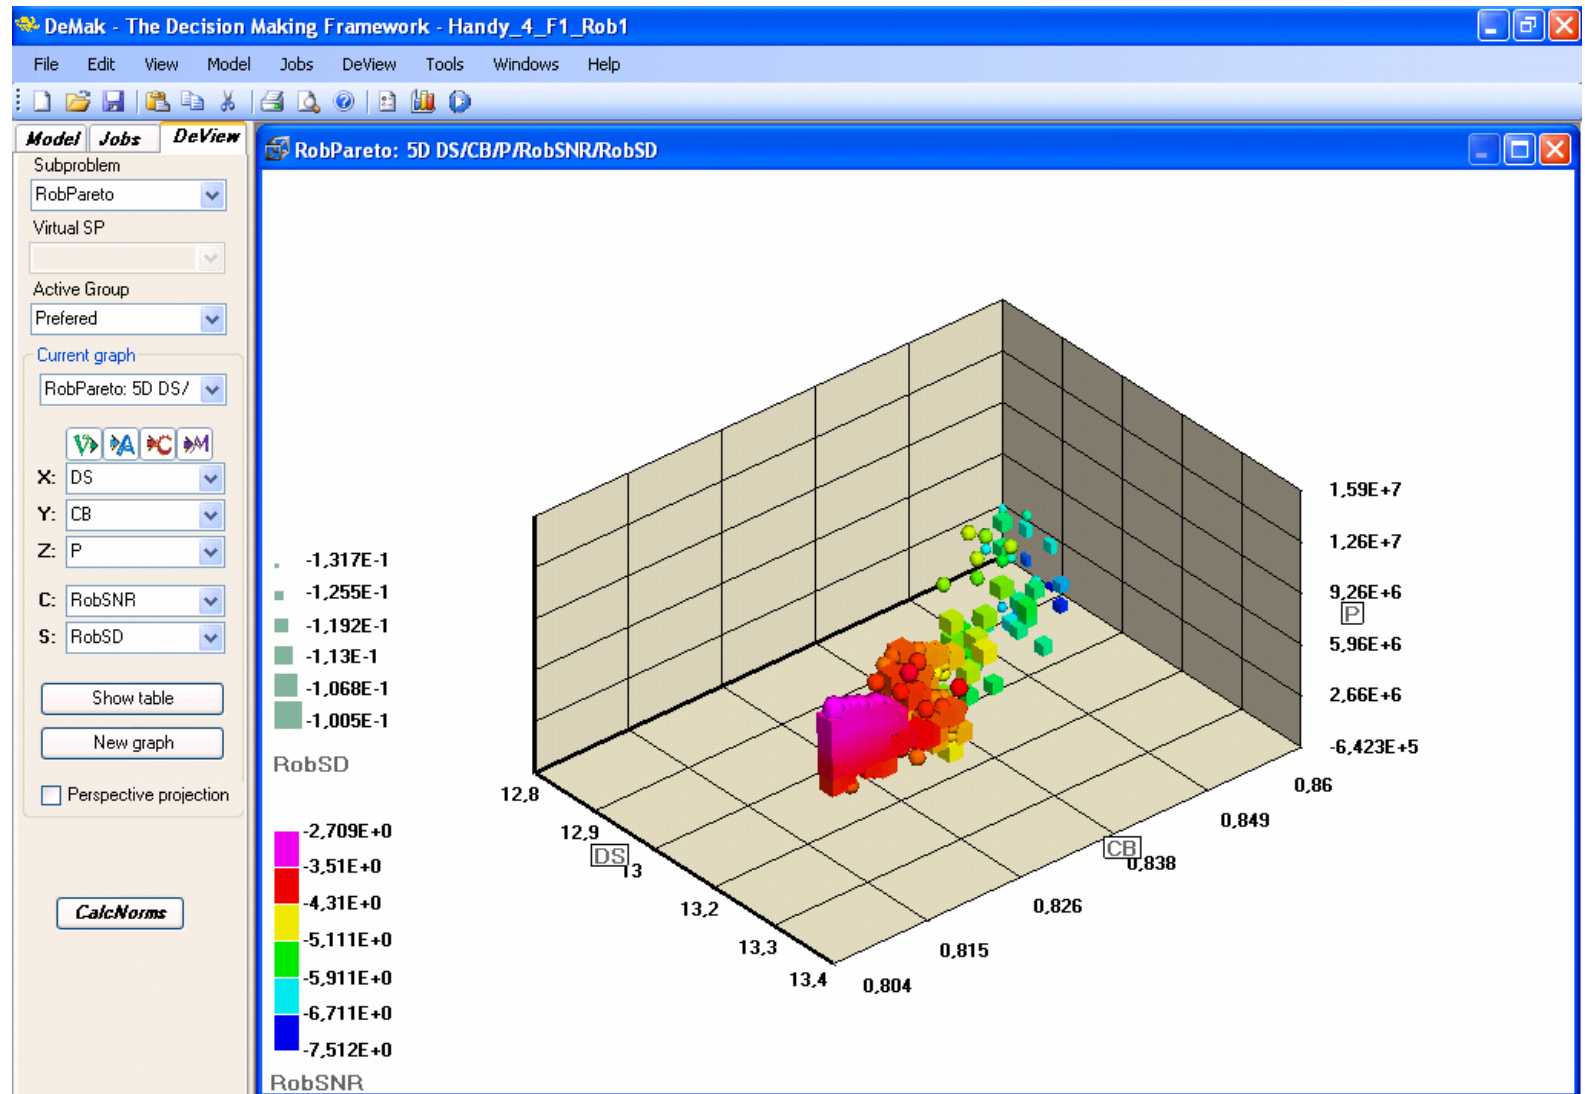 DeMak - The Decision Making Framework - Handy_4_F1_Rob1
File Edit View Model Jobs DeView Tools Windows Help
Model Jobs DeView
Subproblem
RobPareto
Virtual SP
Active Group
Prefered
Current graph
RobPareto: 5D DS/
V A C M
X: DS
Y: CB
Z: P
C: RobSNR
S: RobSD
Show table
New graph
Perspective projection
CalcNorms
RobPareto: 5D DS/CB/P/RobSNR/RobSD
-1,317E-1
-1,255E-1
-1,192E-1
-1,13E-1
-1,068E-1
-1,005E-1
RobSD
-2,709E+0
-3,51E+0
-4,31E+0
-5,111E+0
-5,911E+0
-6,711E+0
-7,512E+0
RobSNR
1,59E+7
1,26E+7
9,26E+6
P
5,96E+6
2,66E+6
-6,423E+5
12,8
12,9
DS
13
13,2
13,3
13,4
0,86
0,849
CB
0,838
0,826
0,815
0,804